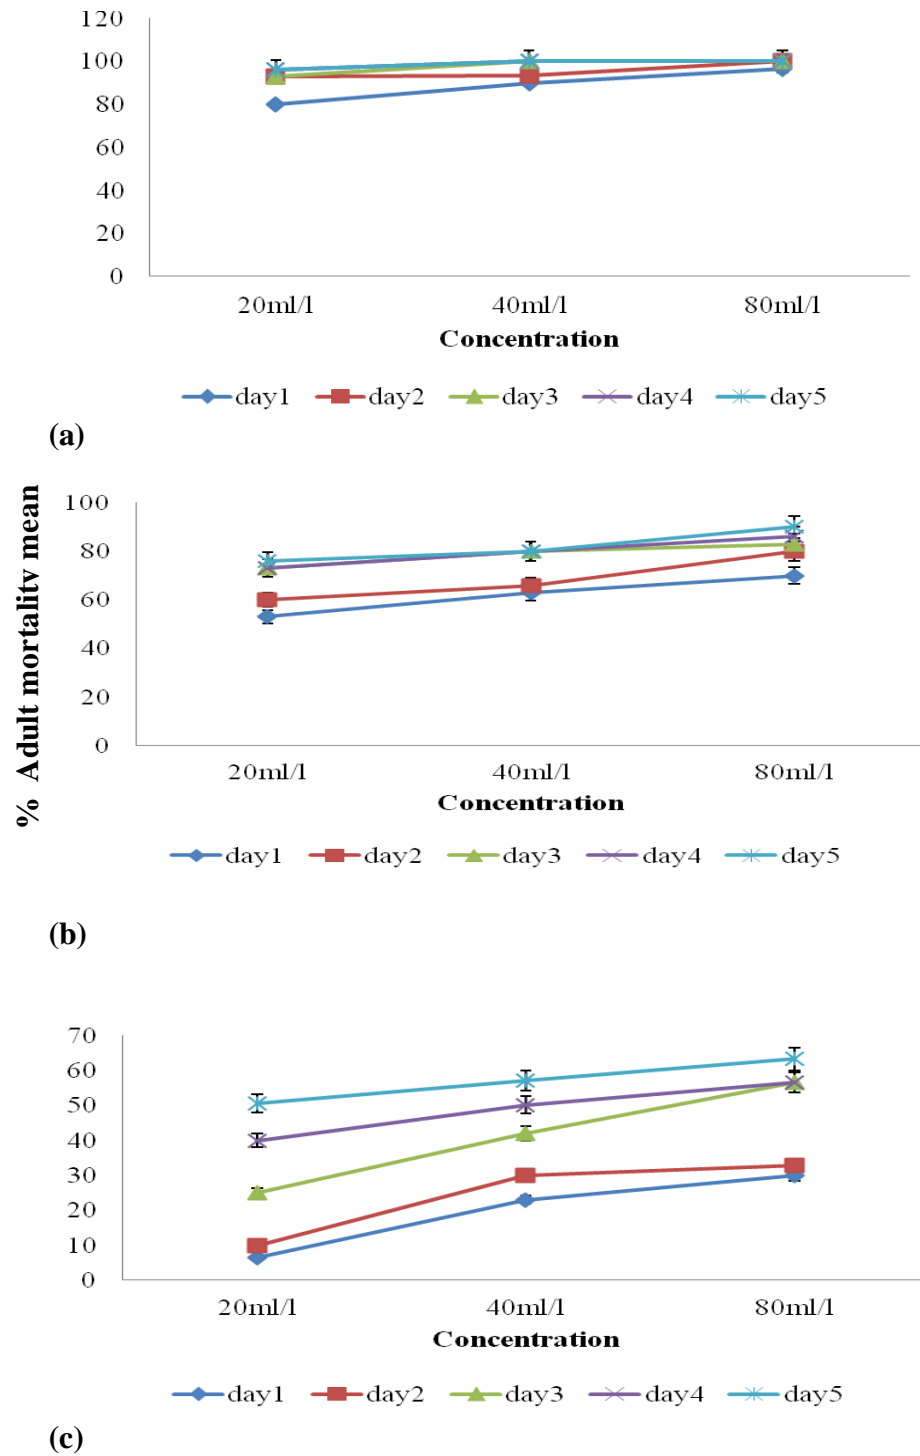 120
100
80
60
40
20
0
20ml/l 40ml/l 80ml/l
Concentration
day1 day2 day3 day4 day5
(a)
% Adult mortality mean
100
80
60
40
20
0
20ml/l 40ml/l 80ml/l
Concentration
day1 day2 day3 day4 day5
(b)
70
60
50
40
30
20
10
0
20ml/l 40ml/l 80ml/l
Concentration
day1 day2 day3 day4 day5
(c)